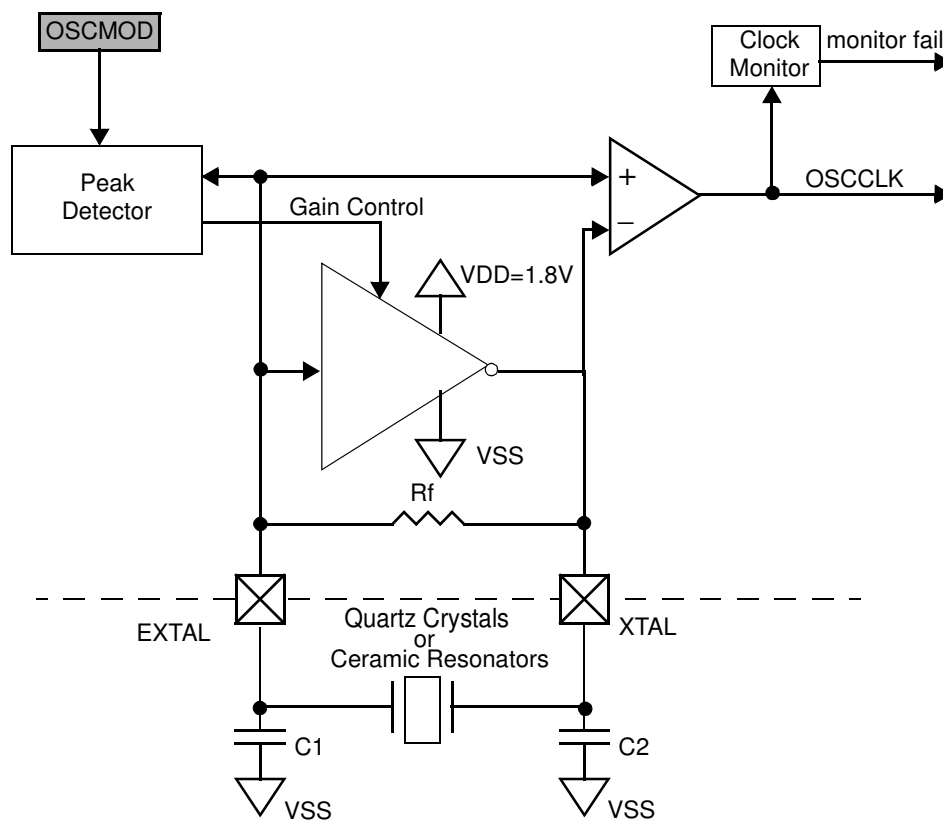 OSCMOD
Clock
Monitor
monitor fail
Peak
Detector
+
OSCCLK
Gain Control
–
VDD=1.8V
VSS
Rf
EXTAL
Quartz Crystals
or
Ceramic Resonators
XTAL
C1
C2
VSS
VSS